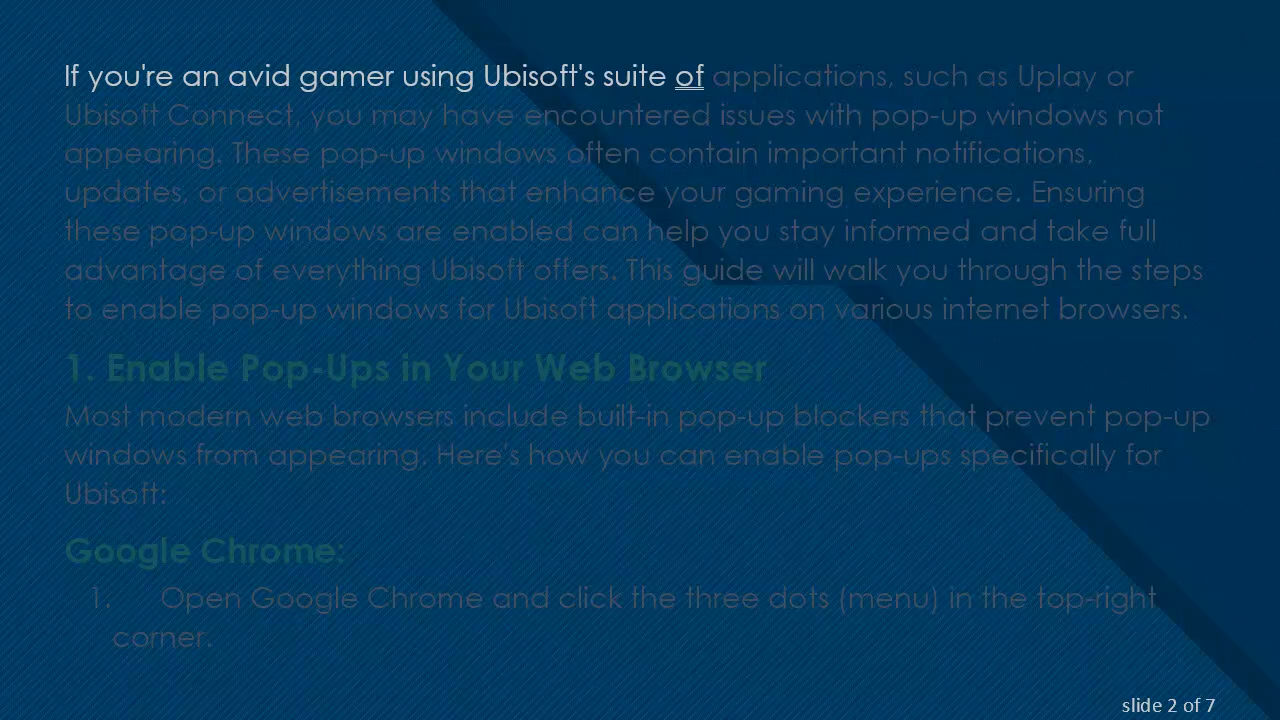 If you're an avid gamer using Ubisoft's suite of applications, such as Uplay or
Ubisoft Connect, you may have encountered issues with pop-up windows not
appearing. These pop-up windows often contain important notifications,
updates, or advertisements that enhance your gaming experience. Ensuring
these pop-up windows are enabled can help you stay informed and take full
advantage of everything Ubisoft offers. This guide will walk you through the steps
to enable pop-up windows for Ubisoft applications on various internet browsers.
1. Enable Pop-Ups in Your Web Browser
Most modern web browsers include built-in pop-up blockers that prevent pop-up
windows from appearing. Here's how you can enable pop-ups specifically for
Ubisoft:
Google Chrome:
1. Open Google Chrome and click the three dots (menu) in the top-right
corner.
slide 2 of 7